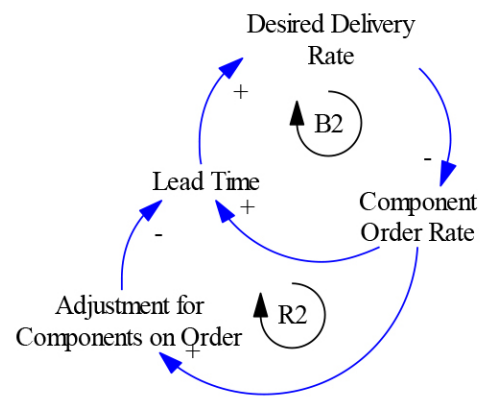 Desired Delivery
Rate
+
B2
-
Lead Time
+
Component
Order Rate
-
Adjustment for
Components on Order
R2
+